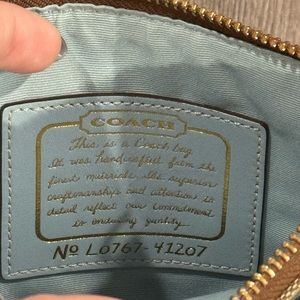 COACH
This is a Coach bag.
It was handcrafted from the
finest materials. Its superior
craftsmanship and attention to
detail reflect our commitment
to enduring quality.
No L0767-41207